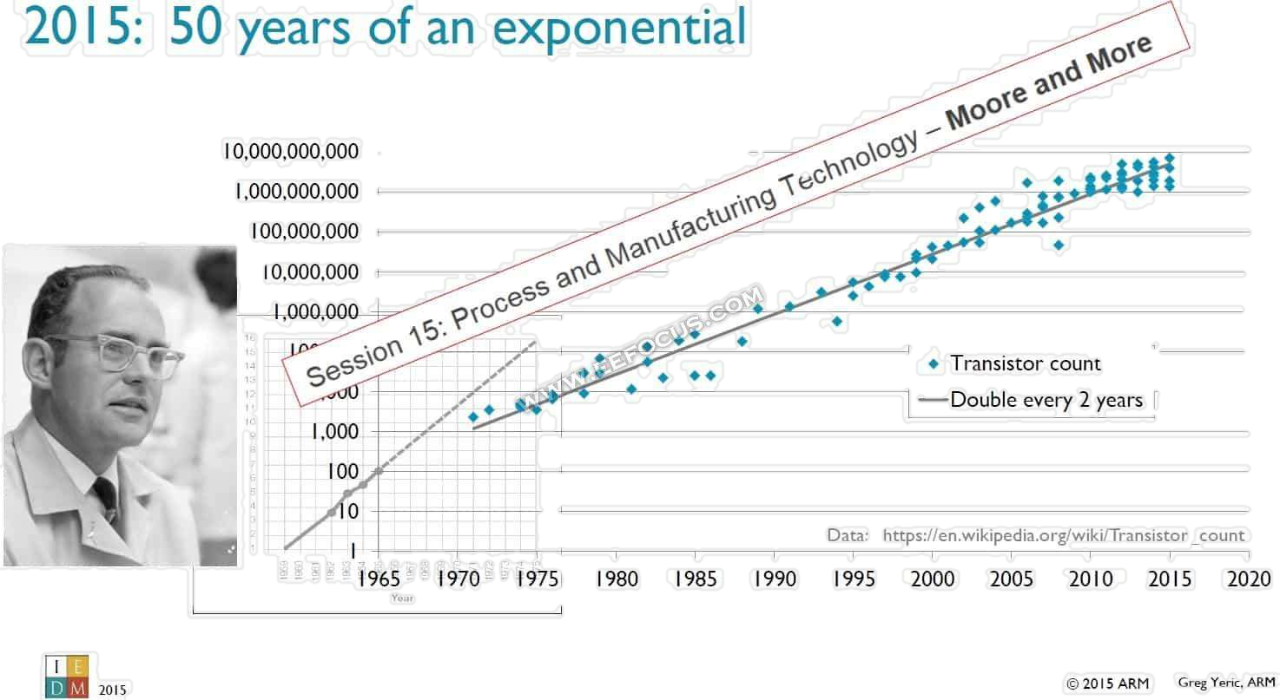 2015: 50 years of an exponential
Session 15: Process and Manufacturing Technology – Moore and More
10,000,000,000
1,000,000,000
100,000,000
10,000,000
1,000,000
1,000
100
10
1
WWW.EEFOCUS.COM
Transistor count
Double every 2 years
Data: https://en.wikipedia.org/wiki/Transistor_count
1965 1970 1975 1980 1985 1990 1995 2000 2005 2010 2015 2020
Year
I E
D M 2015
© 2015 ARM Greg Yeric, ARM